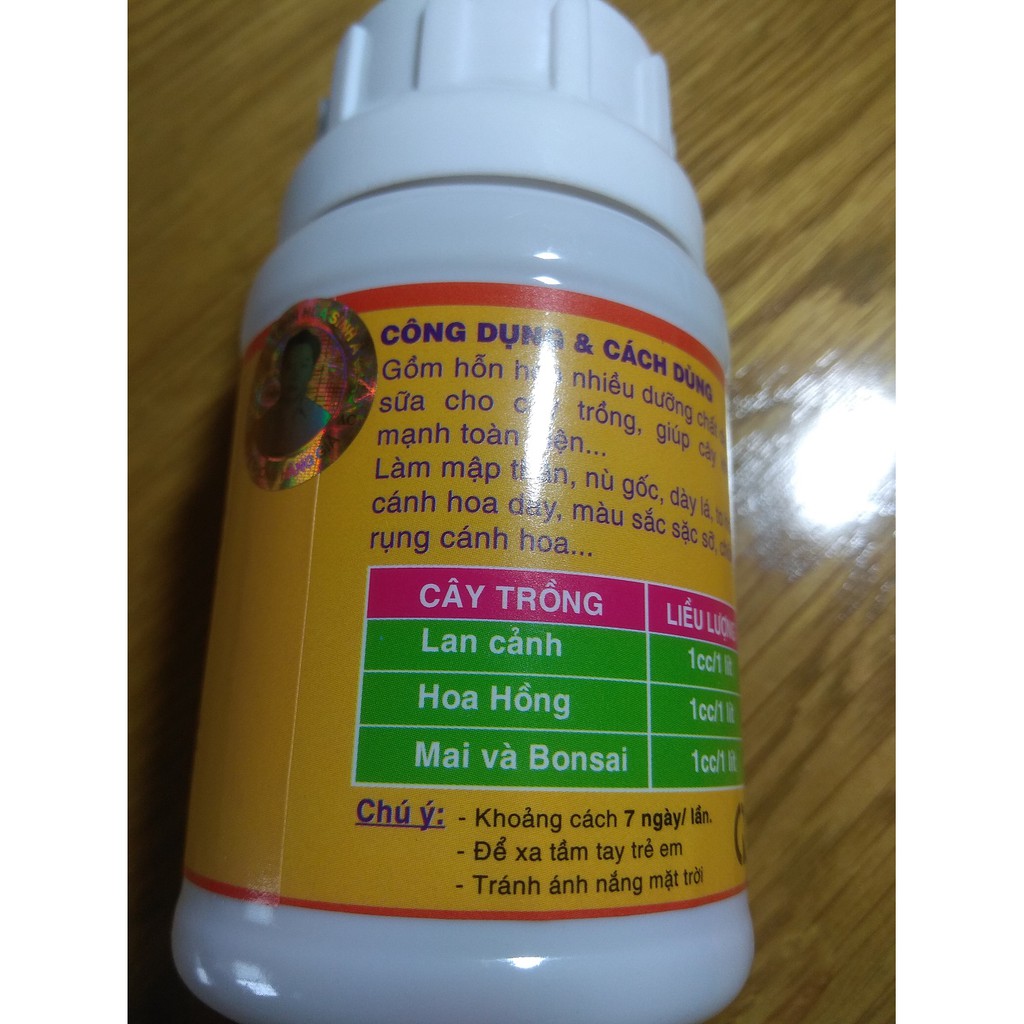 CÔNG DỤNG & CÁCH DÙNG
Gồm hỗn nhiều dưỡng chất
sữa cho cây trồng, giúp cây
mạnh toàn diện...
Làm mập thân, nù gốc, dày lá, to
cánh hoa dày, màu sắc sặc sỡ,
rụng cánh hoa...
CÂY TRỒNG LIỀU LƯỢNG
Lan cảnh 1cc/1 lít
Hoa Hồng 1cc/1 lít
Mai và Bonsai 1cc/1 lít
Chú ý: - Khoảng cách 7 ngày/ lần.
- Để xa tầm tay trẻ em
- Tránh ánh nắng mặt trời